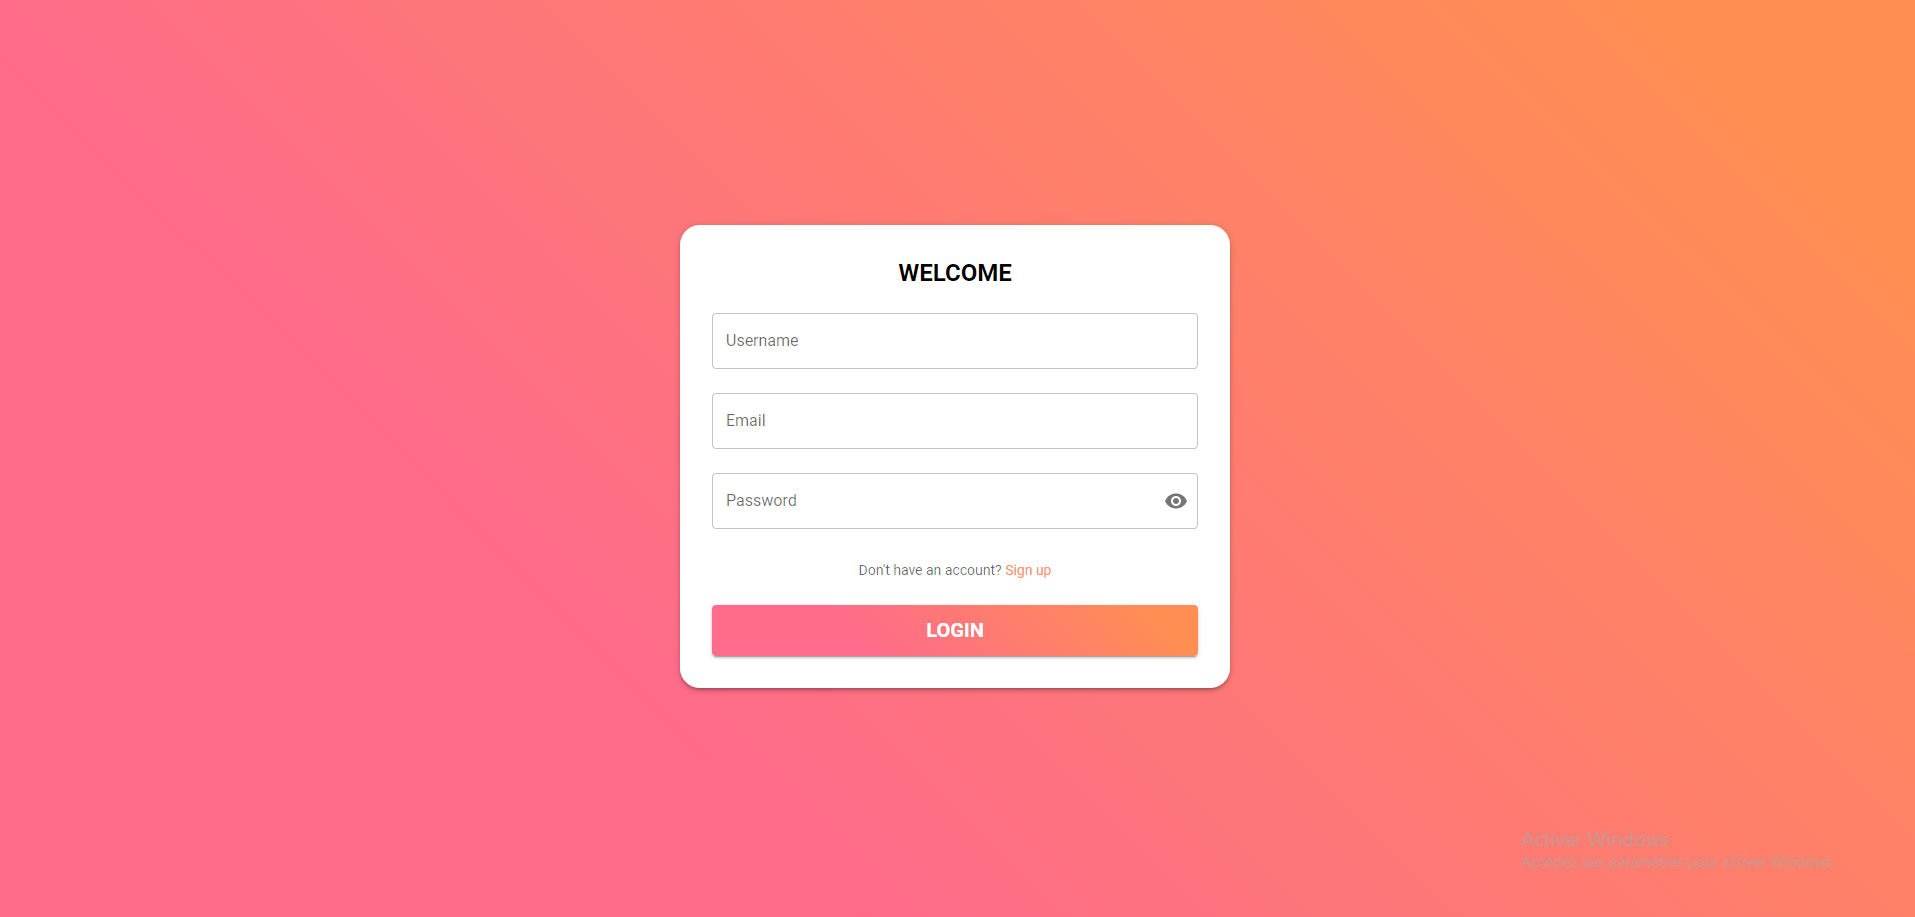 WELCOME
Username
Email
Password
Don't have an account? Sign up
LOGIN
Activer Windows
Accédez aux paramètres pour activer Windows.